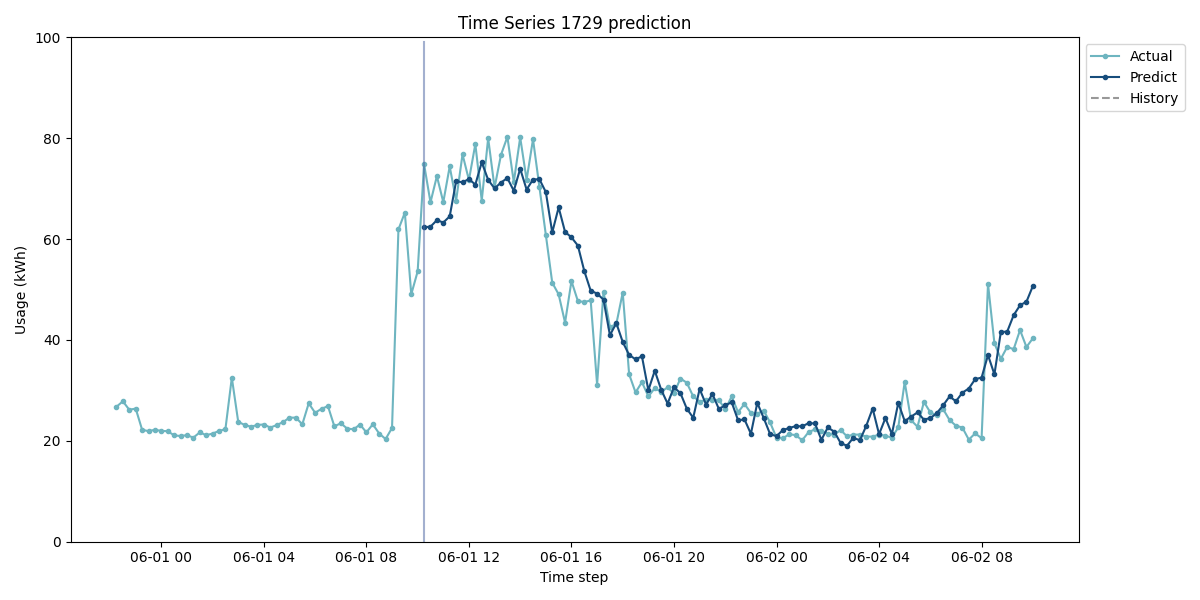 Time Series 1729 prediction
100
80
60
40
20
0
Usage (kWh)
06-01 00
06-01 04
06-01 08
06-01 12
06-01 16
06-01 20
06-02 00
06-02 04
06-02 08
Time step
Actual
Predict
History